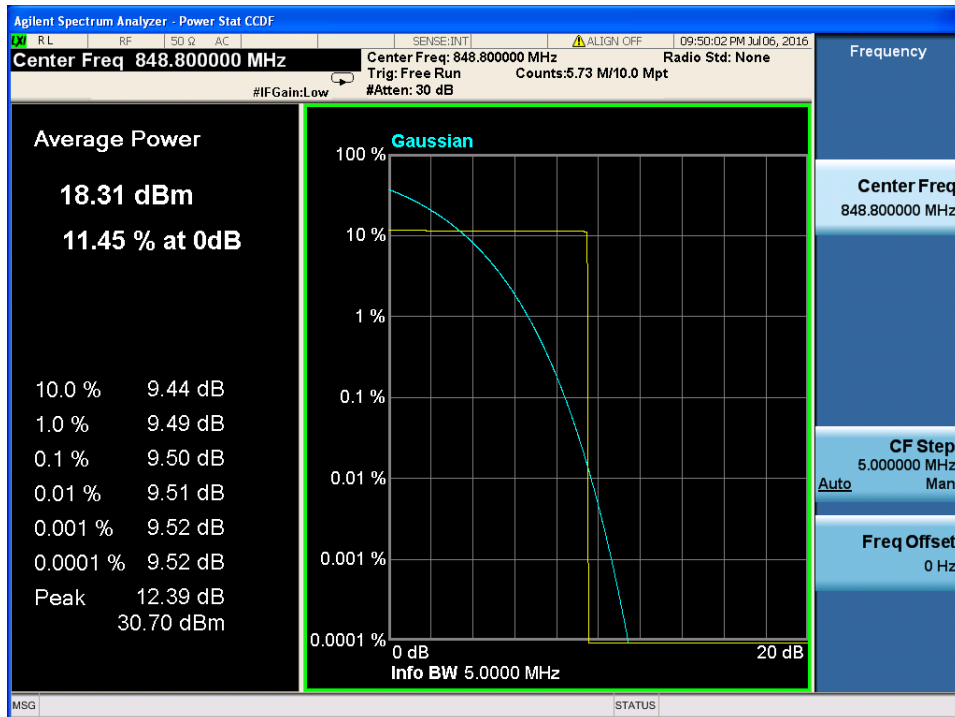 Agilent Spectrum Analyzer - Power Stat CCDF
LXI RL RF 50 Ω AC SENSE:INT ALIGN OFF 09:50:02 PM Jul 06, 2016
Center Freq 848.800000 MHz
#IFGain:Low
Center Freq: 848.800000 MHz Radio Std: None
Trig: Free Run Counts:5.73 M/10.0 Mpt
#Atten: 30 dB
Average Power
18.31 dBm
11.45 % at 0dB
10.0 % 9.44 dB
1.0 % 9.49 dB
0.1 % 9.50 dB
0.01 % 9.51 dB
0.001 % 9.52 dB
0.0001 % 9.52 dB
Peak 12.39 dB
30.70 dBm
Gaussian
100 %
10 %
1 %
0.1 %
0.01 %
0.001 %
0.0001 %
0 dB 20 dB
Info BW 5.0000 MHz
Frequency
Center Freq
848.800000 MHz
CF Step
5.000000 MHz
Auto Man
Freq Offset
0 Hz
MSG STATUS